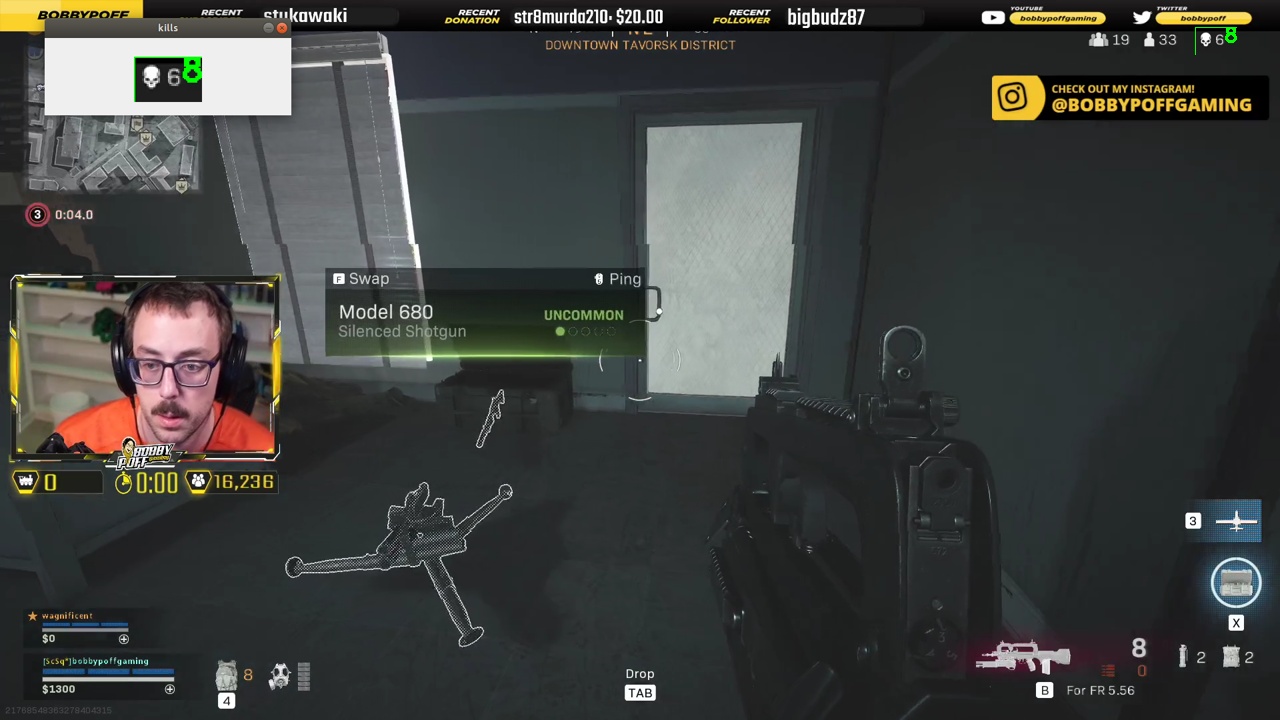 BOBBYPOFF
RECENT
stukawaki
RECENT DONATION
str8murda210: $20.00
RECENT FOLLOWER
bigbudz87
YOUTUBE
bobbypoffgaming
TWITTER
bobbypoff
kills
6 8
DOWNTOWN TAVORSK DISTRICT
19
33
6 8
CHECK OUT MY INSTAGRAM!
@BOBBYPOFFGAMING
3 0:04.0
F Swap
Ping
Model 680
UNCOMMON
Silenced Shotgun
BOBBY POFF
0
0:00
16,236
3
X
wagnificent
$0
[ScSq*]bobbypoffgaming
$1300
8
4
Drop
TAB
8
0
2
2
B For FR 5.56
21768548363278404315